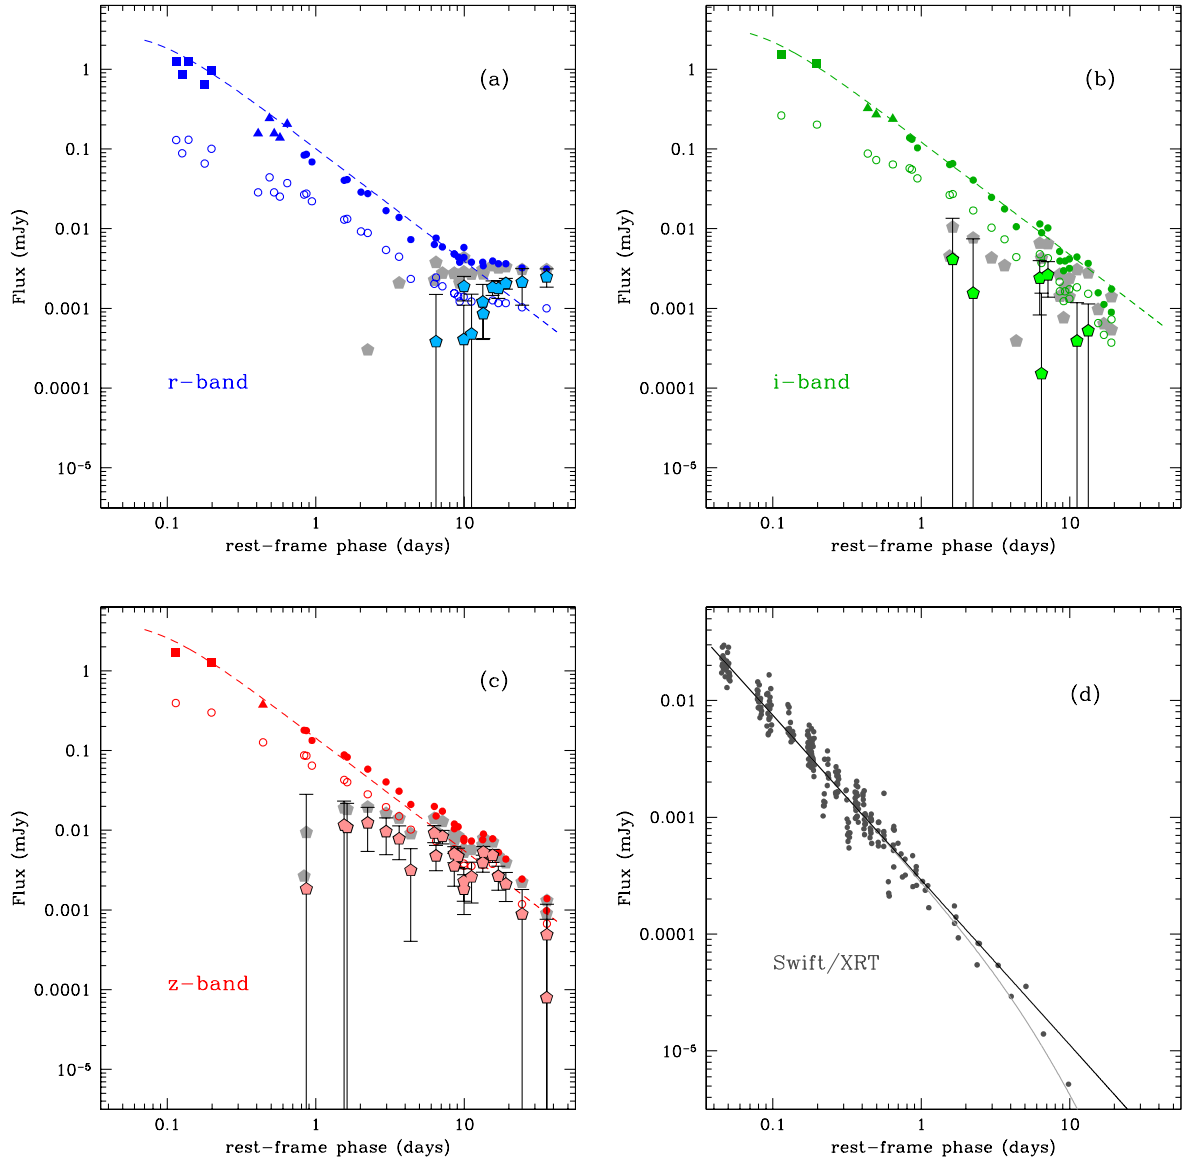 (a)
1
0.1
0.01
0.001
0.0001
10⁻⁵
Flux (mJy)
r-band
0.1 1 10
rest-frame phase (days)
(b)
1
0.1
0.01
0.001
0.0001
10⁻⁵
Flux (mJy)
i-band
0.1 1 10
rest-frame phase (days)
(c)
1
0.1
0.01
0.001
0.0001
10⁻⁵
Flux (mJy)
z-band
0.1 1 10
rest-frame phase (days)
(d)
0.01
0.001
0.0001
10⁻⁵
Flux (mJy)
Swift/XRT
0.1 1 10
rest-frame phase (days)